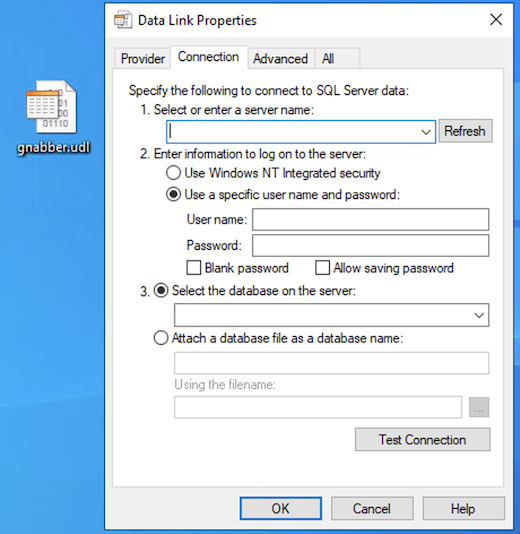 Data Link Properties
Provider Connection Advanced All
gnabber.udl
Specify the following to connect to SQL Server data:
1. Select or enter a server name:
Refresh
2. Enter information to log on to the server:
Use Windows NT Integrated security
Use a specific user name and password:
User name:
Password:
Blank password Allow saving password
3. Select the database on the server:
Attach a database file as a database name:
Using the filename:
...
Test Connection
OK Cancel Help